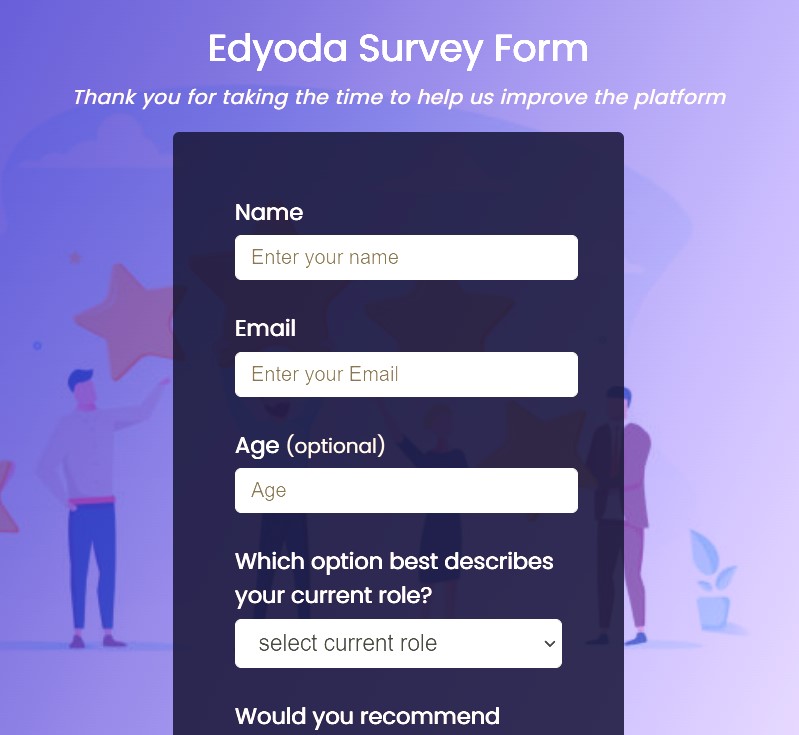 Edyoda Survey Form
Thank you for taking the time to help us improve the platform
Name
Enter your name
Email
Enter your Email
Age (optional)
Age
Which option best describes
your current role?
select current role
Would you recommend